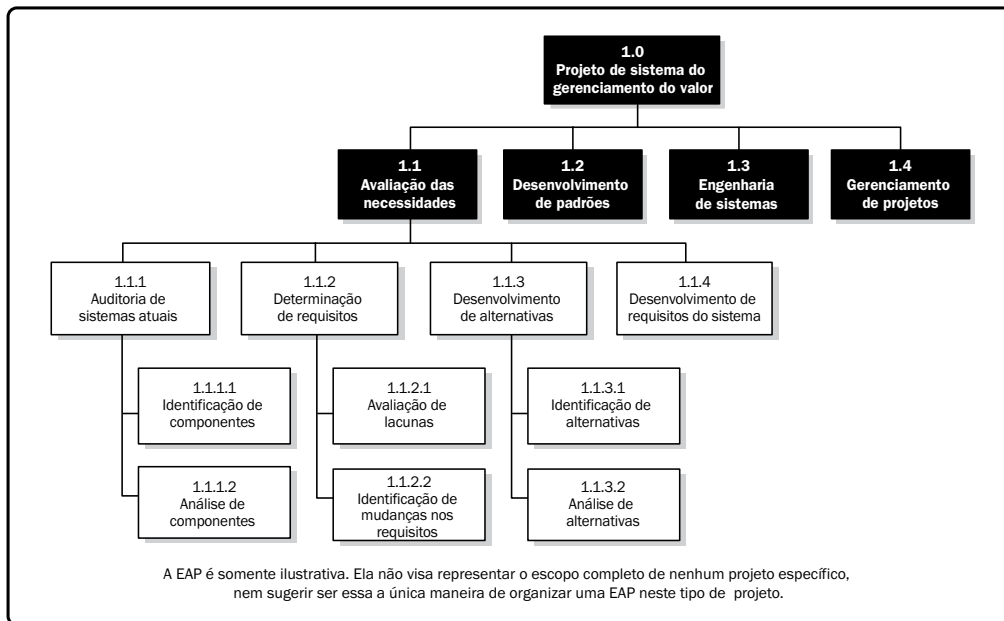 1.0
Projeto de sistema do
gerenciamento do valor
1.1
Avaliação das
necessidades
1.2
Desenvolvimento
de padrões
1.3
Engenharia
de sistemas
1.4
Gerenciamento
de projetos
1.1.1
Auditoria de
sistemas atuais
1.1.2
Determinação
de requisitos
1.1.3
Desenvolvimento
de alternativas
1.1.4
Desenvolvimento de
requisitos do sistema
1.1.1.1
Identificação de
componentes
1.1.2.1
Avaliação de
lacunas
1.1.3.1
Identificação de
alternativas
1.1.1.2
Análise de
componentes
1.1.2.2
Identificação de
mudanças nos
requisitos
1.1.3.2
Análise de
alternativas
A EAP é somente ilustrativa. Ela não visa representar o escopo completo de nenhum projeto específico,
nem sugerir ser essa a única maneira de organizar uma EAP neste tipo de projeto.